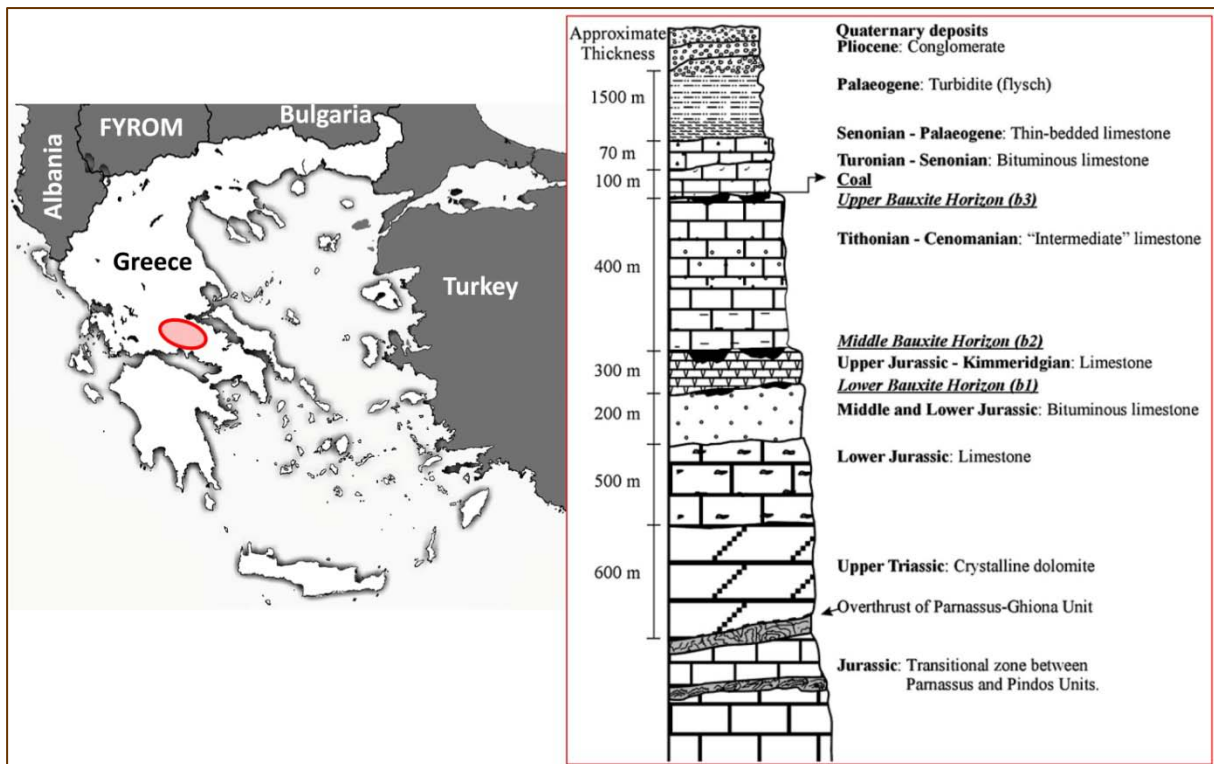 Albania
FYROM
Bulgaria
Greece
Turkey
Approximate
Thickness
1500 m
70 m
100 m
400 m
300 m
200 m
500 m
600 m
Quaternary deposits
Pliocene: Conglomerate
Palaeogene: Turbidite (flysch)
Senonian - Palaeogene: Thin-bedded limestone
Turonian - Senonian: Bituminous limestone
Coal
Upper Bauxite Horizon (b3)
Tithonian - Cenomanian: “Intermediate” limestone
Middle Bauxite Horizon (b2)
Upper Jurassic - Kimmeridgian: Limestone
Lower Bauxite Horizon (b1)
Middle and Lower Jurassic: Bituminous limestone
Lower Jurassic: Limestone
Upper Triassic: Crystalline dolomite
Overthrust of Parnassus-Ghiona Unit
Jurassic: Transitional zone between
Parnassus and Pindos Units.